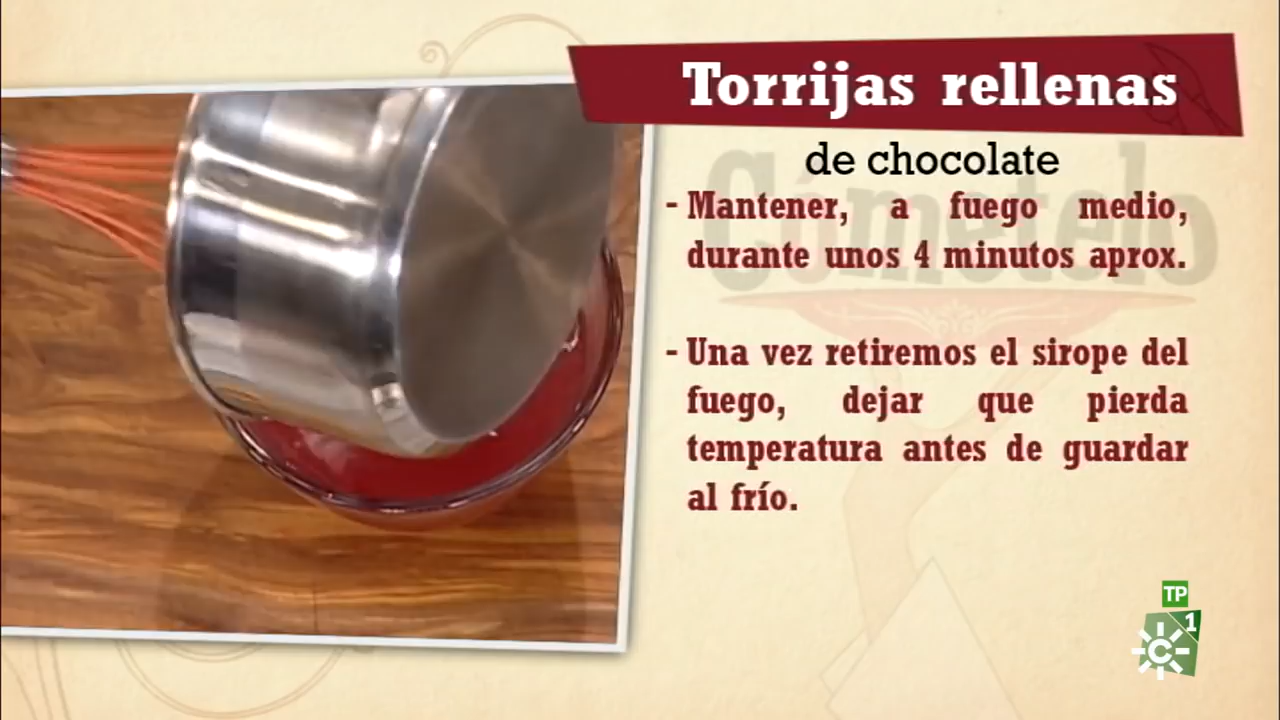 Torrijas rellenas
de chocolate
Cómetelo
- Mantener, a fuego medio,
durante unos 4 minutos aprox.
- Una vez retiremos el sirope del
fuego, dejar que pierda
temperatura antes de guardar
al frío.
TP
1
C